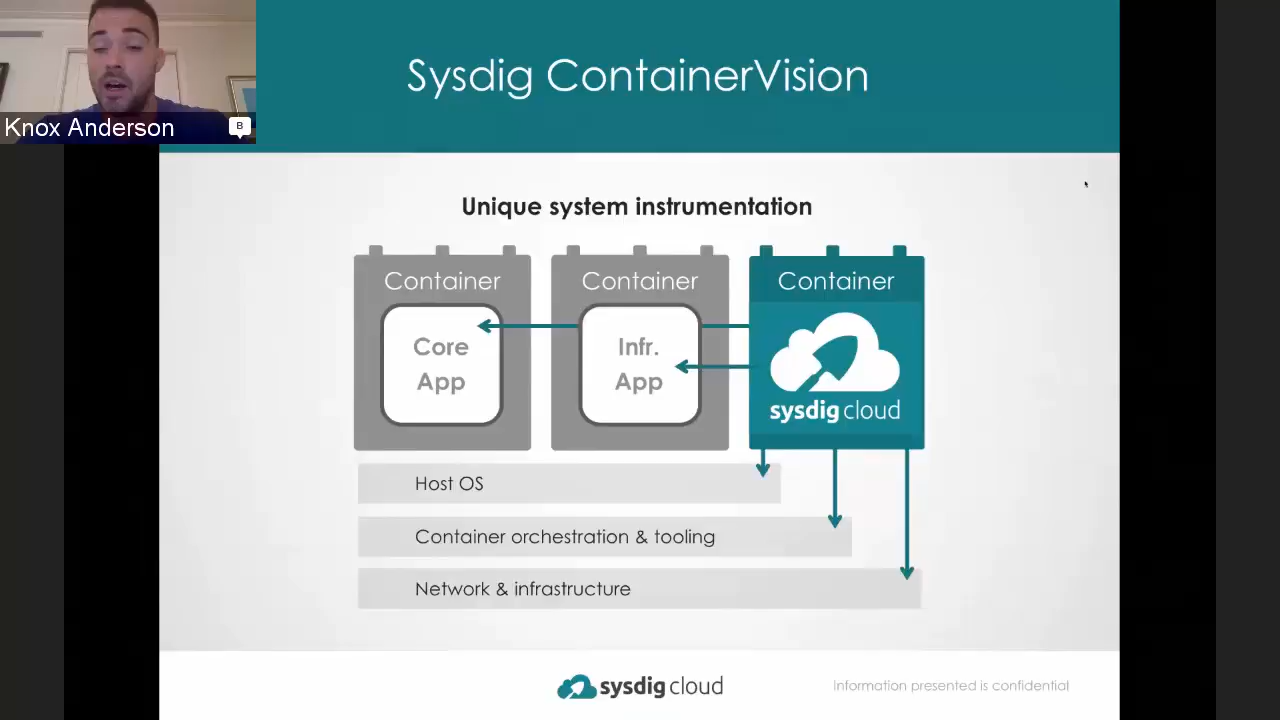 Sysdig ContainerVision
Knox Anderson
B
Unique system instrumentation
Container
Container
Container
Core
App
Infr.
App
sysdig cloud
Host OS
Container orchestration & tooling
Network & infrastructure
sysdig cloud
Information presented is confidential